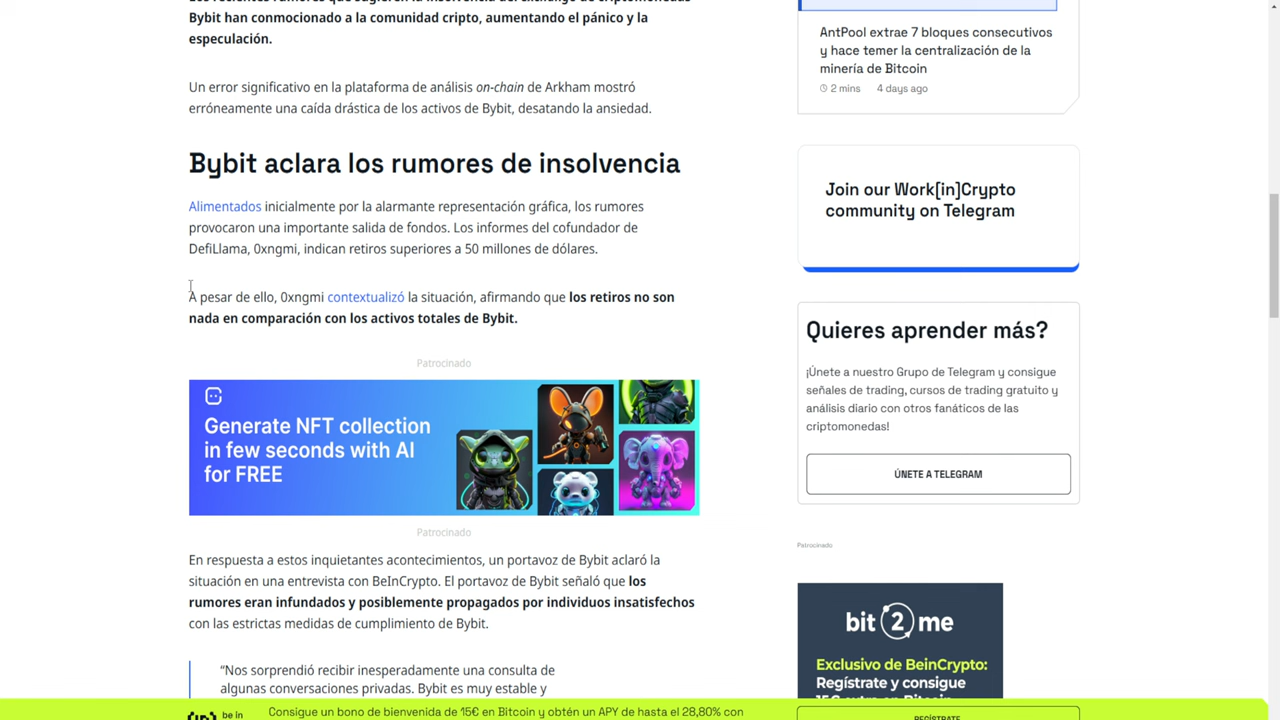 Bybit han conmocionado a la comunidad cripto, aumentando el pánico y la
especulación.
Un error significativo en la plataforma de análisis on-chain de Arkham mostró
erróneamente una caída drástica de los activos de Bybit, desatando la ansiedad.
Bybit aclara los rumores de insolvencia
Alimentados inicialmente por la alarmante representación gráfica, los rumores
provocaron una importante salida de fondos. Los informes del cofundador de
DefiLlama, 0xngmi, indican retiros superiores a 50 millones de dólares.
A pesar de ello, 0xngmi contextualizó la situación, afirmando que los retiros no son
nada en comparación con los activos totales de Bybit.
Patrocinado
Generate NFT collection
in few seconds with AI
for FREE
Patrocinado
En respuesta a estos inquietantes acontecimientos, un portavoz de Bybit aclaró la
situación en una entrevista con BeInCrypto. El portavoz de Bybit señaló que los
rumores eran infundados y posiblemente propagados por individuos insatisfechos
con las estrictas medidas de cumplimiento de Bybit.
“Nos sorprendió recibir inesperadamente una consulta de
algunas conversaciones privadas. Bybit es muy estable y
AntPool extrae 7 bloques consecutivos
y hace temer la centralización de la
minería de Bitcoin
2 mins 4 days ago
Join our Work[in]Crypto
community on Telegram
Quieres aprender más?
¡Únete a nuestro Grupo de Telegram y consigue
señales de trading, cursos de trading gratuito y
análisis diario con otros fanáticos de las
criptomonedas!
ÚNETE A TELEGRAM
Patrocinado
bit2me
Exclusivo de BeinCrypto:
Regístrate y consigue
be in
Consigue un bono de bienvenida de 15€ en Bitcoin y obtén un APY de hasta el 28,80% con
REGÍSTRATE